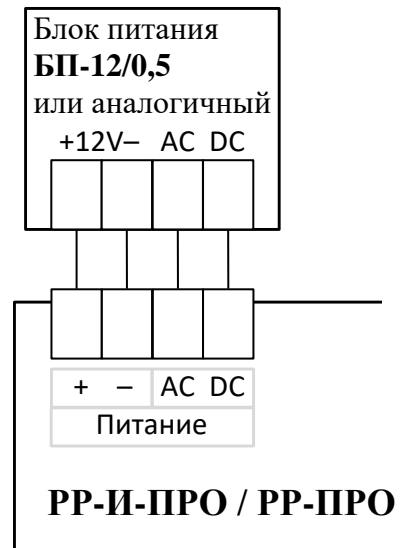 Блок питания
БП-12/0,5
или аналогичный
+12V– AC DC
+ – AC DC
Питание
РР-И-ПРО / РР-ПРО